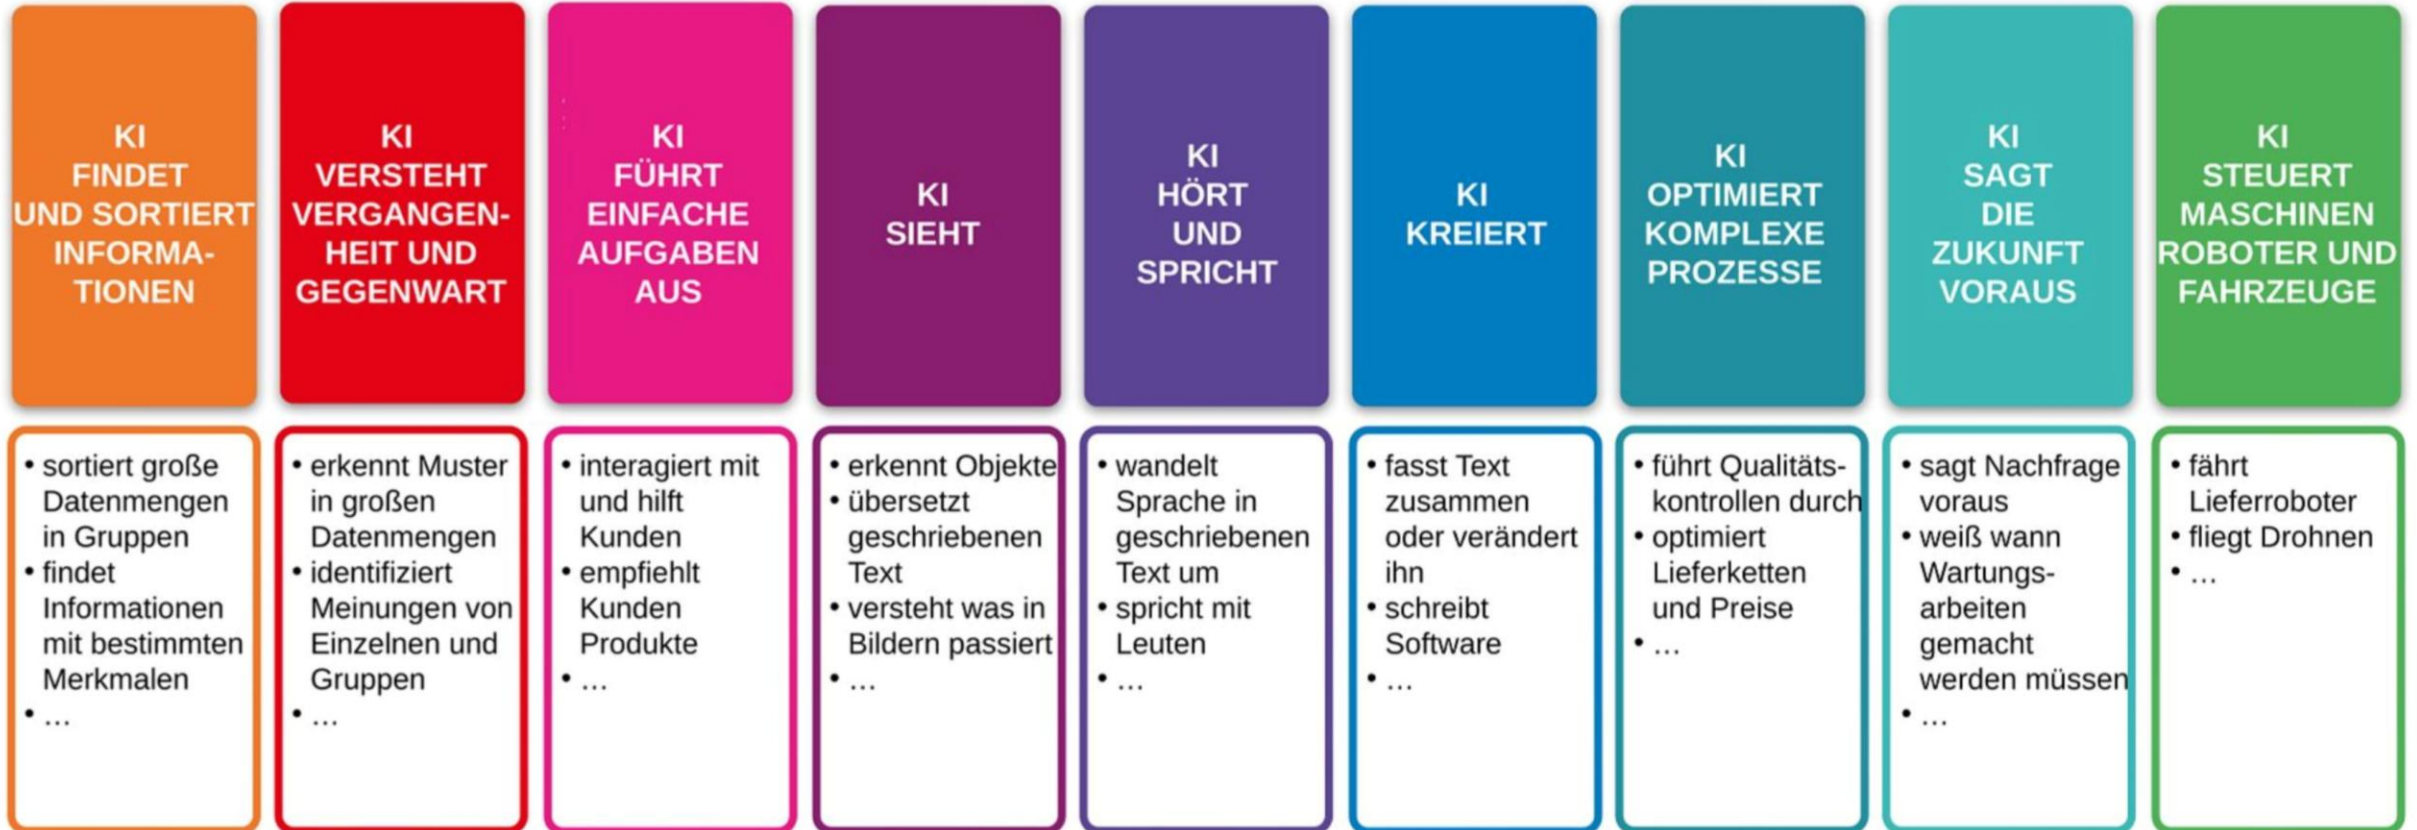 KI
FINDET
UND SORTIERT
INFORMA-
TIONEN
KI
VERSTEHT
VERGANGEN-
HEIT UND
GEGENWART
KI
FÜHRT
EINFACHE
AUFGABEN
AUS
KI
SIEHT
KI
HÖRT
UND
SPRICHT
KI
KREIERT
KI
OPTIMIERT
KOMPLEXE
PROZESSE
KI
SAGT
DIE
ZUKUNFT
VORAUS
KI
STEUERT
MASCHINEN
ROBOTER UND
FAHRZEUGE
• sortiert große
Datenmengen
in Gruppen
• findet
Informationen
mit bestimmten
Merkmalen
• …
• erkennt Muster
in großen
Datenmengen
• identifiziert
Meinungen von
Einzelnen und
Gruppen
• …
• interagiert mit
und hilft
Kunden
• empfiehlt
Kunden
Produkte
• …
• erkennt Objekte
• übersetzt
geschriebenen
Text
• versteht was in
Bildern passiert
• …
• wandelt
Sprache in
geschriebenen
Text um
• spricht mit
Leuten
• …
• fasst Text
zusammen
oder verändert
ihn
• schreibt
Software
• …
• führt Qualitäts-
kontrollen durch
• optimiert
Lieferketten
und Preise
• …
• sagt Nachfrage
voraus
• weiß wann
Wartungs-
arbeiten
gemacht
werden müssen
• …
• fährt
Lieferroboter
• fliegt Drohnen
• …